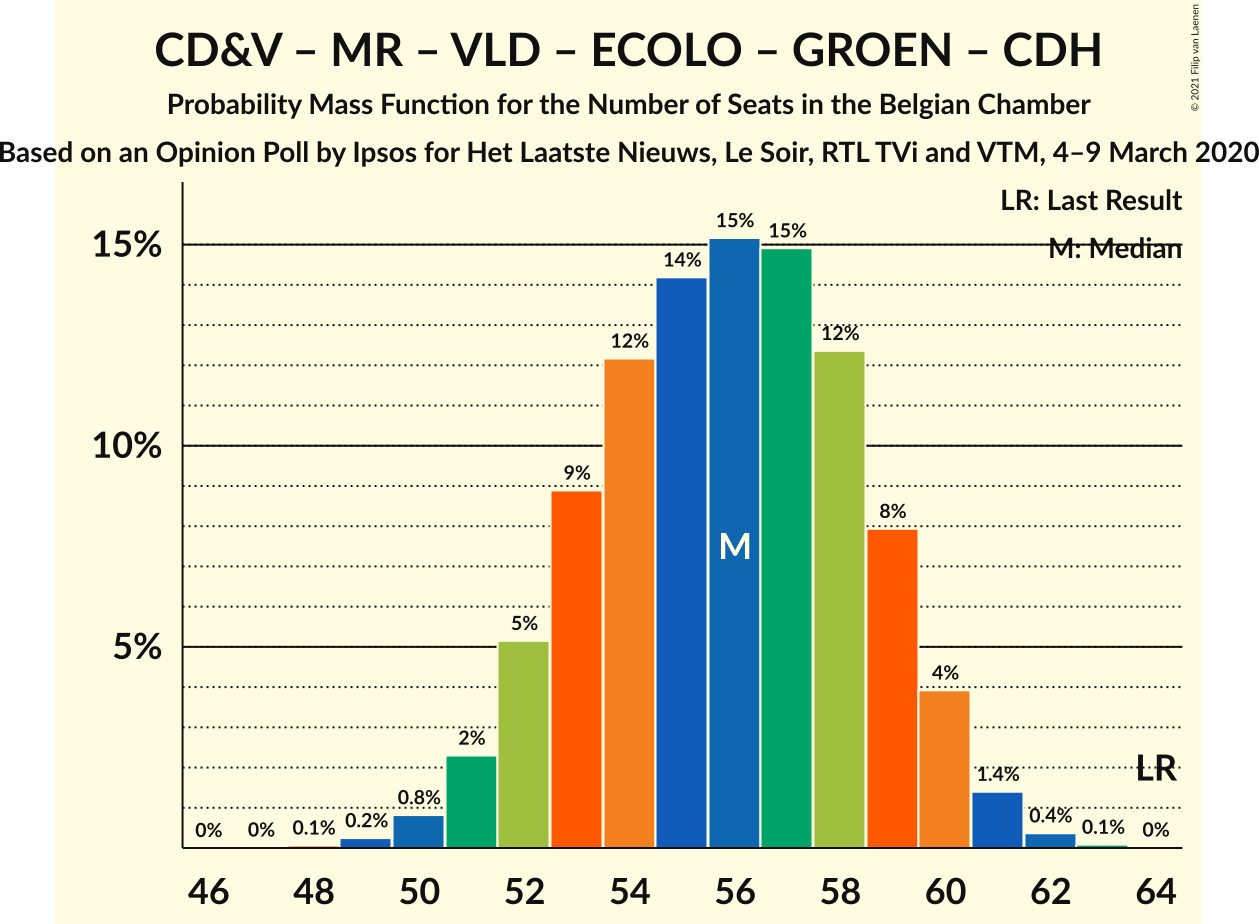 CD&V – MR – VLD – ECOLO – GROEN – CDH
Probability Mass Function for the Number of Seats in the Belgian Chamber
Based on an Opinion Poll by Ipsos for Het Laatste Nieuws, Le Soir, RTL TVi and VTM, 4–9 March 2020
© 2021 Filip van Laenen
LR: Last Result
M: Median
15%
10%
5%
0% 0% 0.1% 0.2% 0.8% 2% 5% 9% 12% 14% 15% 15% 12% 8% 4% 1.4% 0.4% 0.1% 0%
M
LR
46 48 50 52 54 56 58 60 62 64